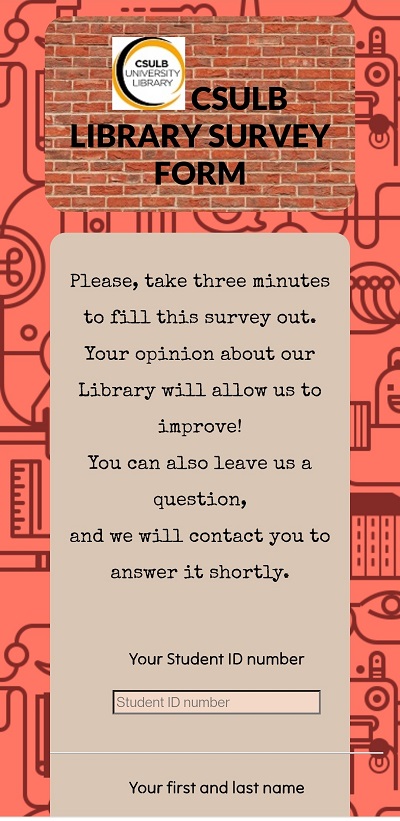 CSULB
UNIVERSITY
LIBRARY
CSULB
LIBRARY SURVEY
FORM
Please, take three minutes
to fill this survey out.
Your opinion about our
Library will allow us to
improve!
You can also leave us a
question,
and we will contact you to
answer it shortly.
Your Student ID number
Student ID number
Your first and last name